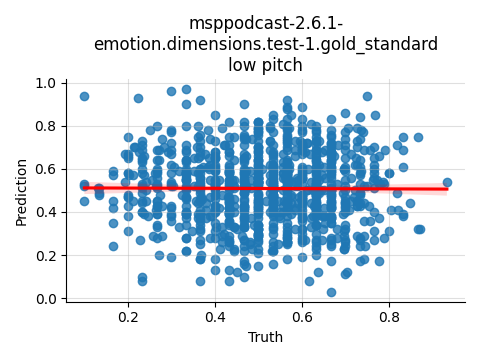 msppodcast-2.6.1-
emotion.dimensions.test-1.gold_standard
low pitch
1.0
0.8
0.6
0.4
0.2
0.0
Prediction
0.2 0.4 0.6 0.8
Truth